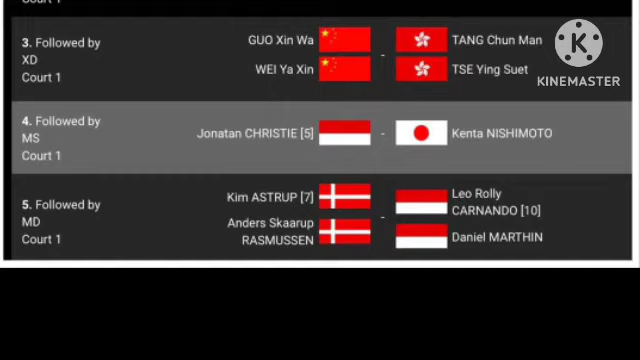 Court 1
3. Followed by
XD
Court 1
GUO Xin Wa
WEI Ya Xin
-
TANG Chun Man
TSE Ying Suet
K
KINEMASTER
4. Followed by
MS
Court 1
Jonatan CHRISTIE [5]
-
Kenta NISHIMOTO
5. Followed by
MD
Court 1
Kim ASTRUP [7]
Anders Skaarup
RASMUSSEN
-
Leo Rolly
CARNANDO [10]
Daniel MARTHIN